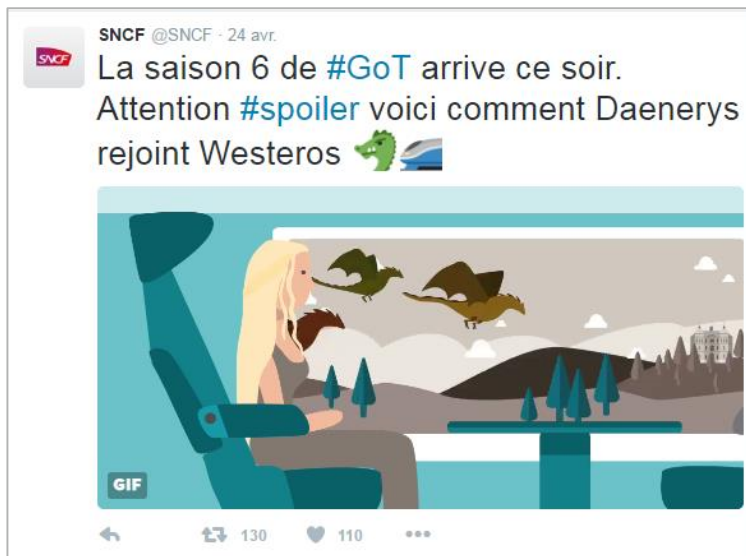 SNCF @SNCF · 24 avr.
SNCF
La saison 6 de #GoT arrive ce soir.
Attention #spoiler voici comment Daenerys
rejoint Westeros 🐲🚄
GIF
130 110